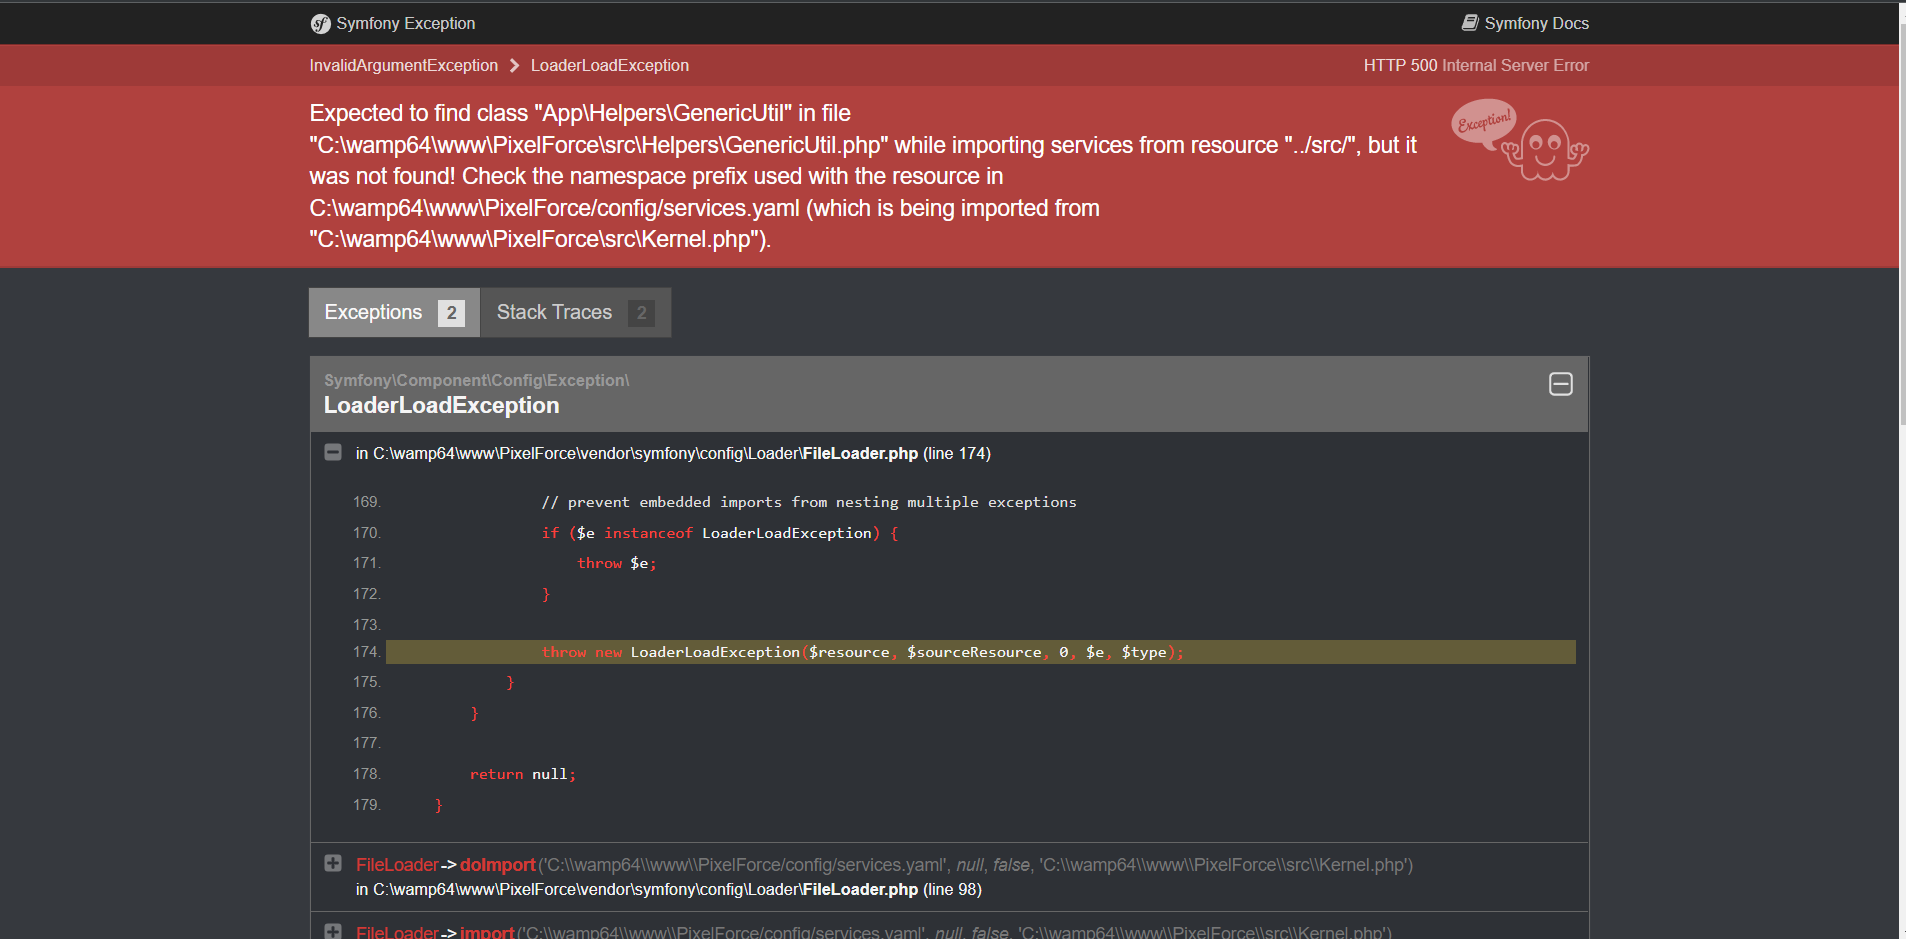 Symfony Exception
Symfony Docs
InvalidArgumentException > LoaderLoadException
HTTP 500 Internal Server Error
Expected to find class "App\Helpers\GenericUtil" in file
"C:\wamp64\www\PixelForce\src\Helpers\GenericUtil.php" while importing services from resource "../src/", but it
was not found! Check the namespace prefix used with the resource in
C:\wamp64\www\PixelForce/config/services.yaml (which is being imported from
"C:\wamp64\www\PixelForce\src\Kernel.php").
Exception!
Exceptions 2
Stack Traces 2
Symfony\Component\Config\Exception\
LoaderLoadException
in C:\wamp64\www\PixelForce\vendor\symfony\config\Loader\FileLoader.php (line 174)
169. // prevent embedded imports from nesting multiple exceptions
170. if ($e instanceof LoaderLoadException) {
171. throw $e;
172. }
173.
174. throw new LoaderLoadException($resource, $sourceResource, 0, $e, $type);
175. }
176. }
177.
178. return null;
179. }
FileLoader->doImport('C:\\wamp64\\www\\PixelForce/config/services.yaml', null, false, 'C:\\wamp64\\www\\PixelForce\\src\\Kernel.php')
in C:\wamp64\www\PixelForce\vendor\symfony\config\Loader\FileLoader.php (line 98)
FileLoader->import('C:\\wamp64\\www\\PixelForce/config/services.yaml', null, false, 'C:\\wamp64\\www\\PixelForce\\src\\Kernel.php')